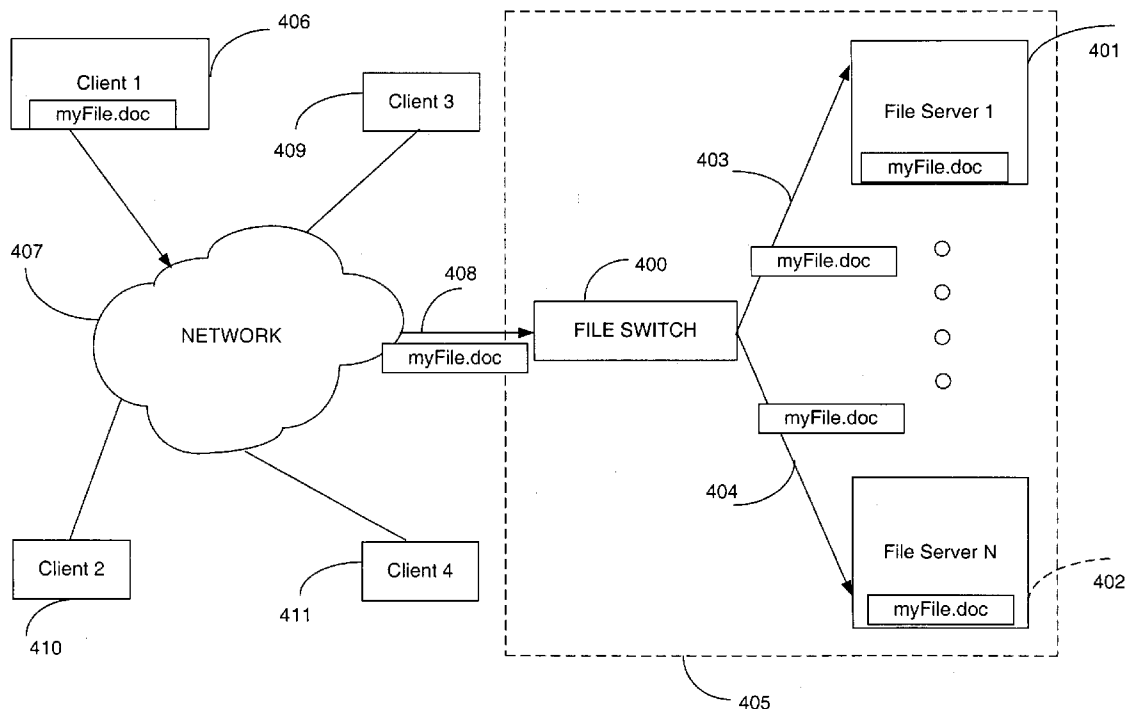 406
Client 1
myFile.doc
Client 3
409
401
File Server 1
myFile.doc
403
407
408
400
myFile.doc
NETWORK
FILE SWITCH
myFile.doc
myFile.doc
404
Client 2
Client 4
File Server N
myFile.doc
402
410
411
405